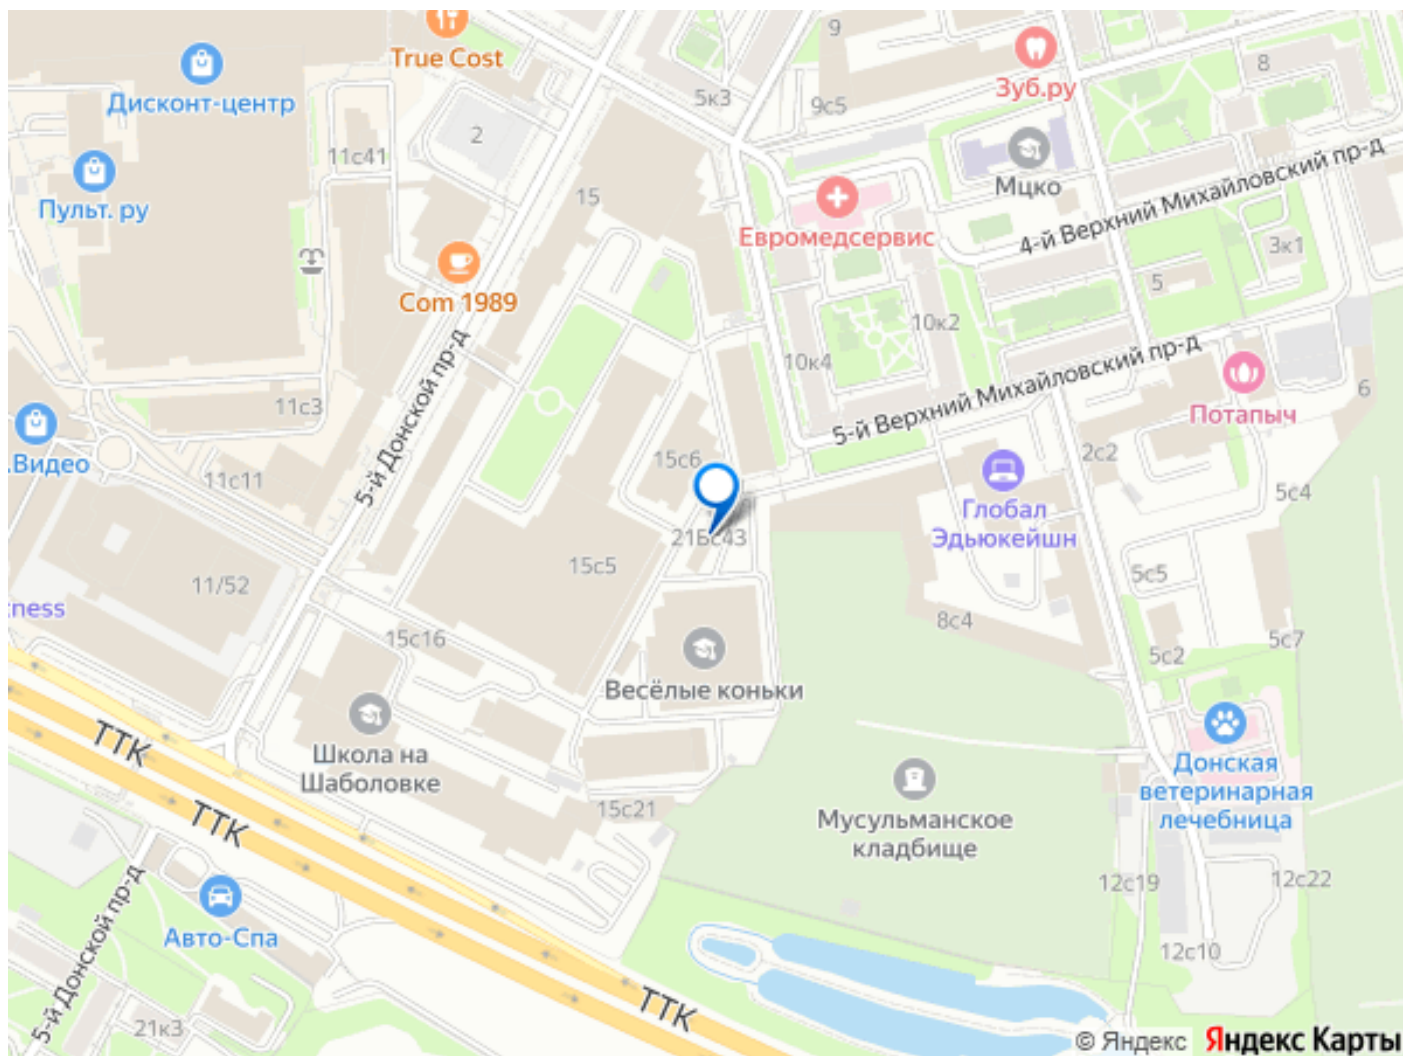 True Cost
Дисконт-центр
Пульт. ру
11с41
2
5к3
9
9с5
Зуб.ру
8
Мцко
4-й Верхний Михайловский пр-д
15
Евромедсервис
3к1
5
Com 1989
10к2
10к4
5-й Верхний Михайловский пр-д
Потапыч
6
5-й Донской пр-д
11с3
.Видео
11с11
15с6
2с2
5с4
Глобал
Эдьюкейшн
21Бс43
15с5
11/52
5с5
tness
8с4
15с16
5с7
5с2
Весёлые коньки
ТТК
Школа на
Шаболовке
Донская
ветеринарная
лечебница
15с21
Мусульманское
кладбище
ТТК
12с19
12с22
Авто-Спа
5-й Донской пр-д
12с10
ТТК
21к3
© Яндекс Яндекс Карты